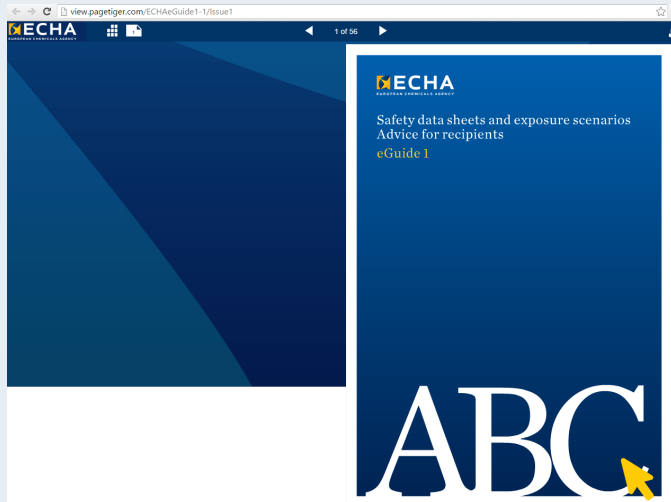 view.pagetiger.com/ECHAeGuide1-1/Issue1
ECHA
EUROPEAN CHEMICALS AGENCY
1
1 of 56
ECHA
EUROPEAN CHEMICALS AGENCY
Safety data sheets and exposure scenarios
Advice for recipients
eGuide 1
ABC